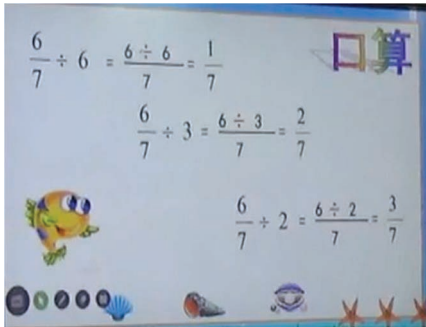 口算
6/7 ÷ 6 = (6 ÷ 6)/7 = 1/7
6/7 ÷ 3 = (6 ÷ 3)/7 = 2/7
6/7 ÷ 2 = (6 ÷ 2)/7 = 3/7